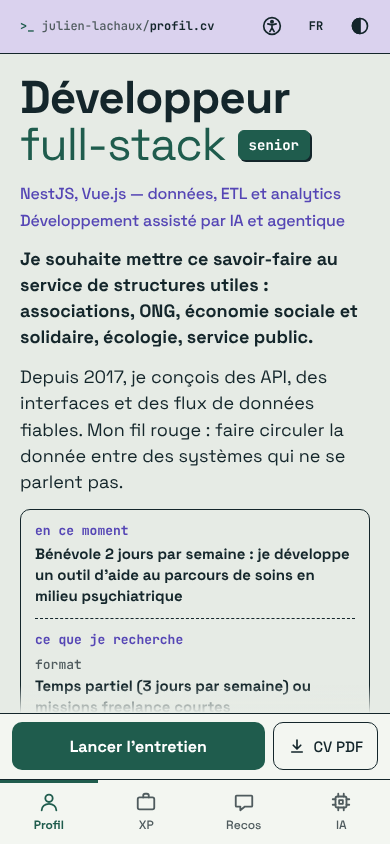 >_ julien-lachaux/profil.cv
FR
Développeur
full-stack senior
NestJS, Vue.js — données, ETL et analytics
Développement assisté par IA et agentique
Je souhaite mettre ce savoir-faire au
service de structures utiles :
associations, ONG, économie sociale et
solidaire, écologie, service public.
Depuis 2017, je conçois des API, des
interfaces et des flux de données
fiables. Mon fil rouge : faire circuler la
donnée entre des systèmes qui ne se
parlent pas.
en ce moment
Bénévole 2 jours par semaine : je développe
un outil d'aide au parcours de soins en
milieu psychiatrique
ce que je recherche
format
Temps partiel (3 jours par semaine) ou
missions freelance courtes
Lancer l'entretien
CV PDF
Profil
XP
Recos
IA